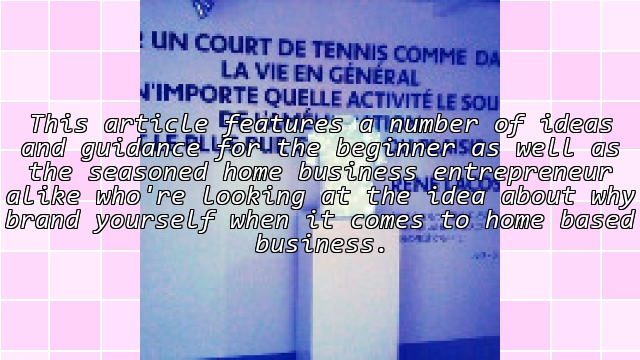 UN COURT DE TENNIS COMME
LA VIE EN GÉNÉRAL
N'IMPORTE QUELLE ACTIVITÉ LE
This article features a number of ideas
and guidance for the beginner as well as
the seasoned home business entrepreneur
alike who're looking at the idea about why
RENÉ
brand yourself when it comes to home based
business.